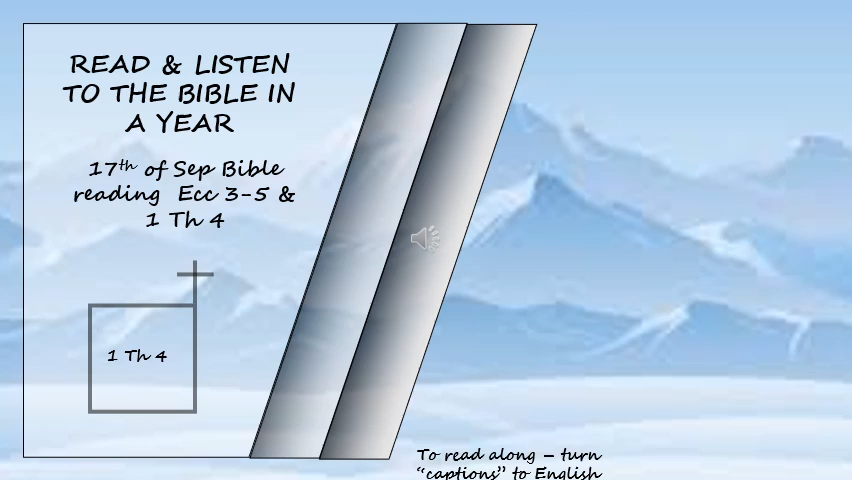 READ & LISTEN
TO THE BIBLE IN
A YEAR
17th of Sep Bible
reading Ecc 3-5 &
1 Th 4
1 Th 4
To read along – turn
“captions” to English